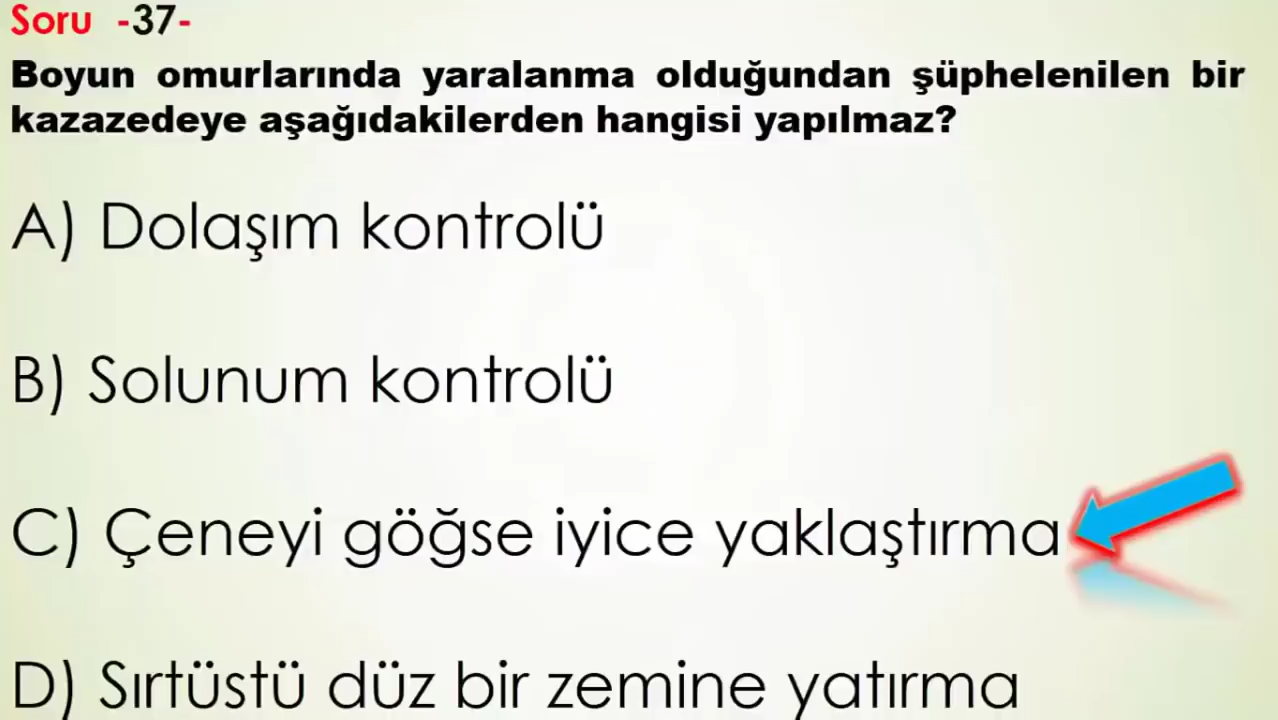 Soru -37-
Boyun omurlarında yaralanma olduğundan şüphelenilen bir
kazazedeye aşağıdakilerden hangisi yapılmaz?
A) Dolaşım kontrolü
B) Solunum kontrolü
C) Çeneyi göğse iyice yaklaştırma
D) Sırtüstü düz bir zemine yatırma